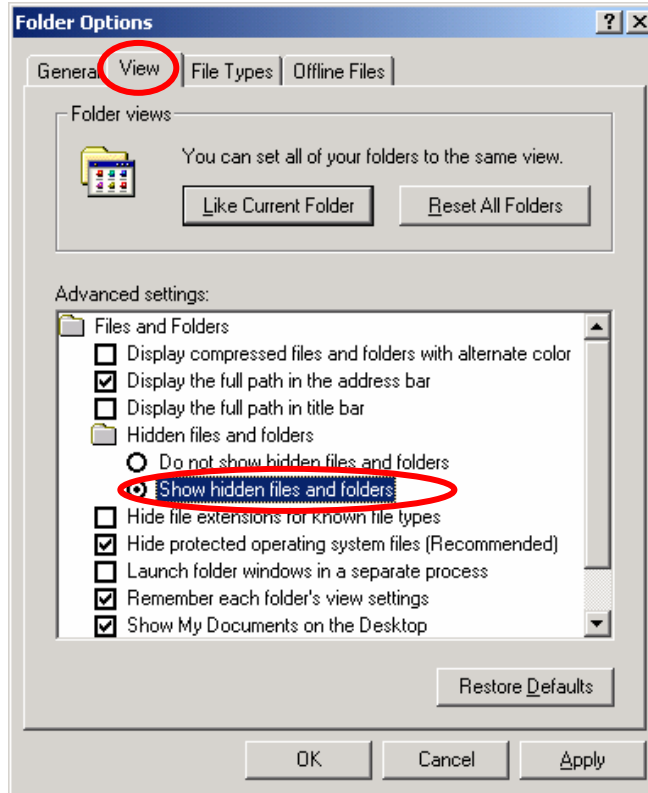 Folder Options
General View File Types Offline Files
Folder views
You can set all of your folders to the same view.
Like Current Folder Reset All Folders
Advanced settings:
Files and Folders
Display compressed files and folders with alternate color
Display the full path in the address bar
Display the full path in title bar
Hidden files and folders
Do not show hidden files and folders
Show hidden files and folders
Hide file extensions for known file types
Hide protected operating system files (Recommended)
Launch folder windows in a separate process
Remember each folder's view settings
Show My Documents on the Desktop
Restore Defaults
OK Cancel Apply